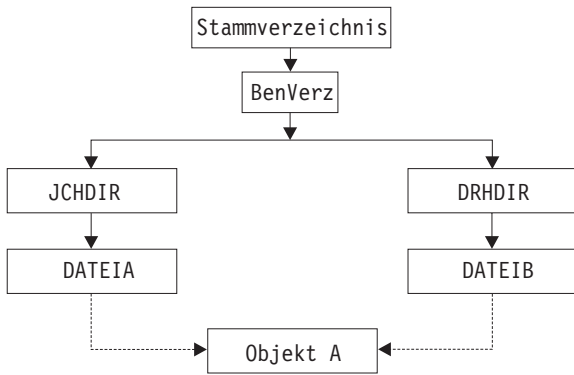 Stammverzeichnis
BenVerz
JCHDIR
DRHDIR
DATEIA
DATEIB
Objekt A